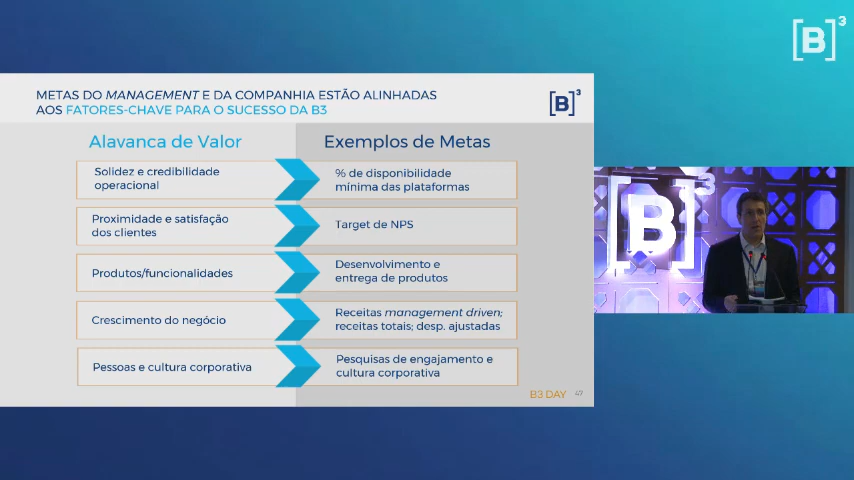 [B]³
METAS DO MANAGEMENT E DA COMPANHIA ESTÃO ALINHADAS
AOS FATORES-CHAVE PARA O SUCESSO DA B3
[B]³
Alavanca de Valor
Exemplos de Metas
Solidez e credibilidade
operacional
% de disponibilidade
mínima das plataformas
Proximidade e satisfação
dos clientes
Target de NPS
Produtos/funcionalidades
Desenvolvimento e
entrega de produtos
Crescimento do negócio
Receitas management driven;
receitas totais; desp. ajustadas
Pessoas e cultura corporativa
Pesquisas de engajamento e
cultura corporativa
B3 DAY 47
[B]³